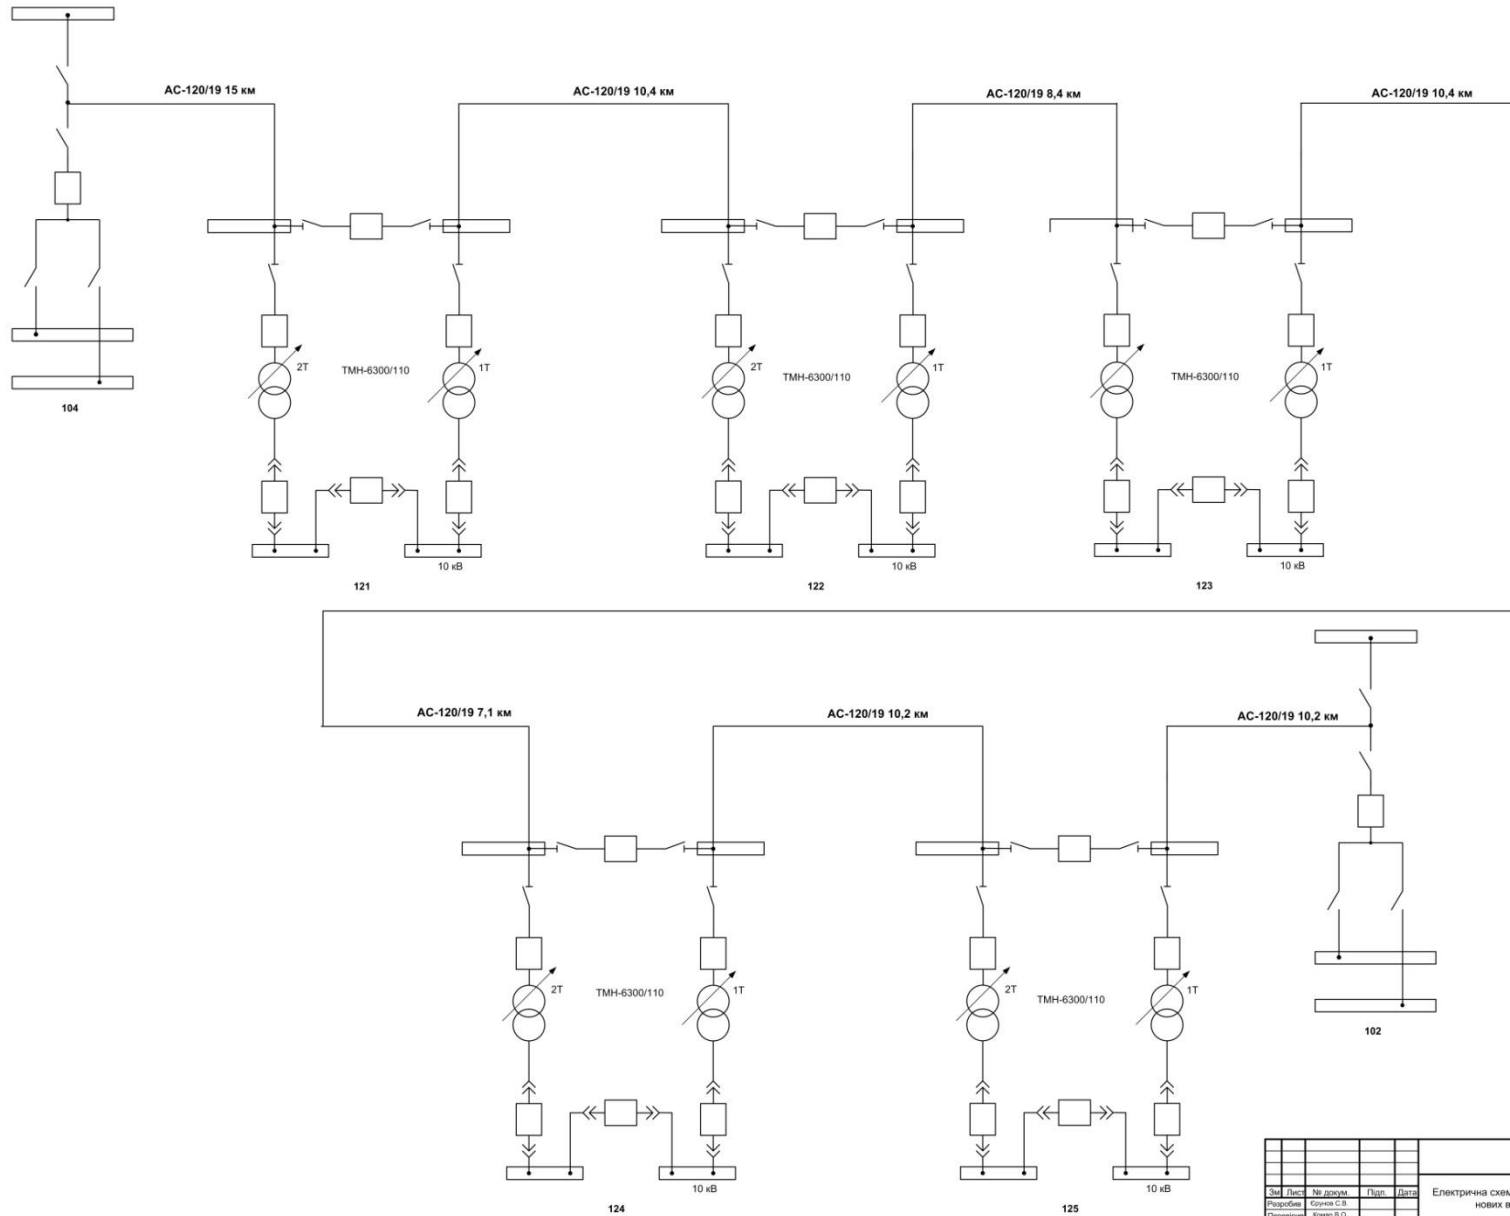 АС-120/19 15 км
АС-120/19 10,4 км
АС-120/19 8,4 км
АС-120/19 10,4 км
2Т
ТМН-6300/110
1Т
2Т
ТМН-6300/110
1Т
ТМН-6300/110
1Т
104
10 кВ
10 кВ
10 кВ
121
122
123
АС-120/19 7,1 км
АС-120/19 10,2 км
АС-120/19 10,2 км
2Т
ТМН-6300/110
1Т
2Т
ТМН-6300/110
1Т
102
10 кВ
10 кВ
124
125
Зм Лист № докум. Підп. Дата
Розробив
Електрична схем
нових в